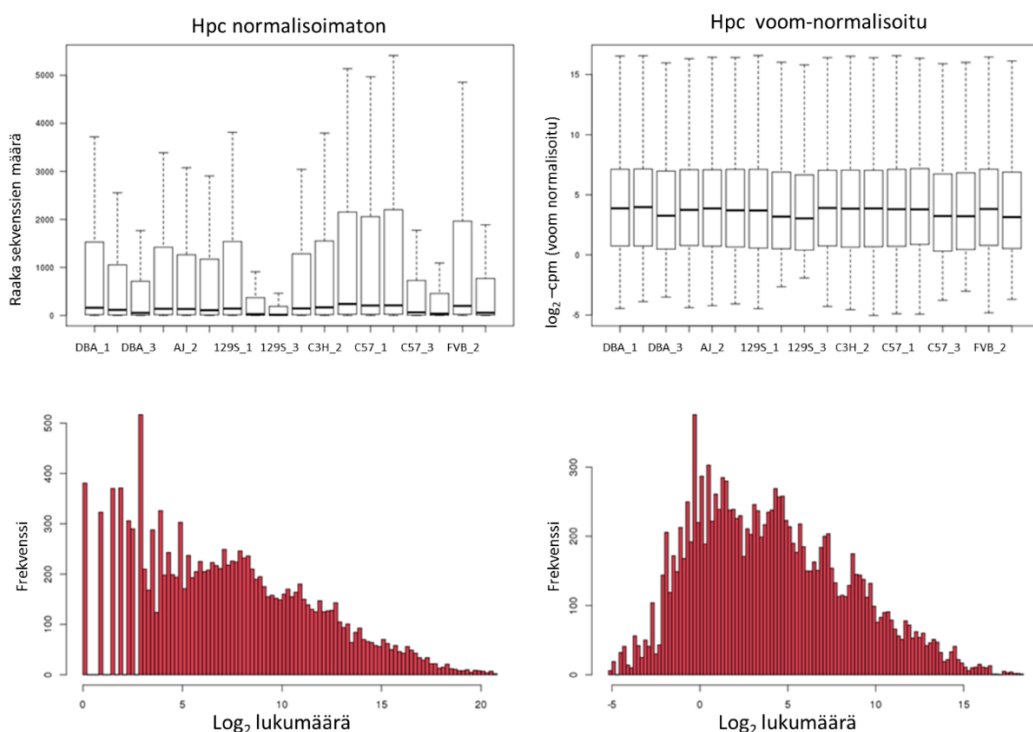 Hpc normalisoimaton
Raaka sekvenssien määrä
5000
4000
3000
2000
1000
0
DBA_1 DBA_3 AJ_2 129S_1 129S_3 C3H_2 C57_1 C57_3 FVB_2
Hpc voom-normalisoitu
log2 –cpm (voom normalisoitu)
15
10
5
0
-5
DBA_1 DBA_3 AJ_2 129S_1 129S_3 C3H_2 C57_1 C57_3 FVB_2
Frekvenssi
500
400
300
200
100
0
0 5 10 15 20
Log2 lukumäärä
Frekvenssi
300
200
100
0
-5 0 5 10 15
Log2 lukumäärä